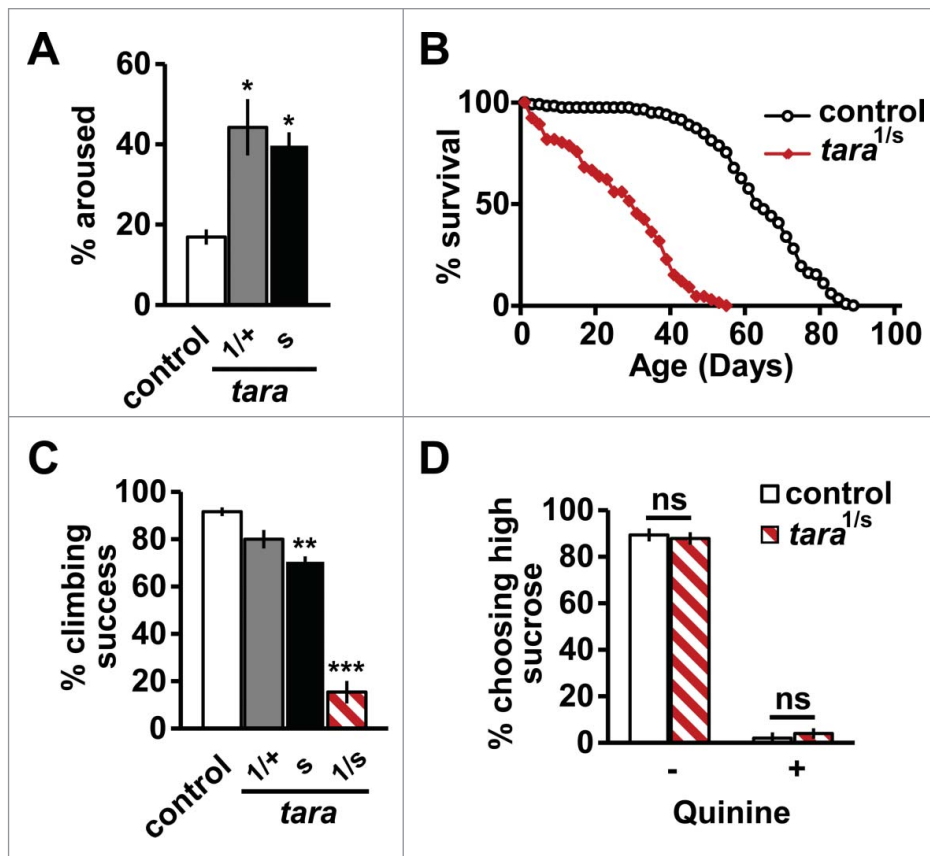 A
% aroused
60
40
20
0
*
*
control
1/+
s
tara
B
% survival
100
50
0
control
tara1/s
0 20 40 60 80 100
Age (Days)
C
% climbing
success
100
80
60
40
20
0
**
***
control
1/+
s
1/s
tara
D
% choosing high
sucrose
100
80
60
40
20
0
ns
ns
control
tara1/s
- +
Quinine